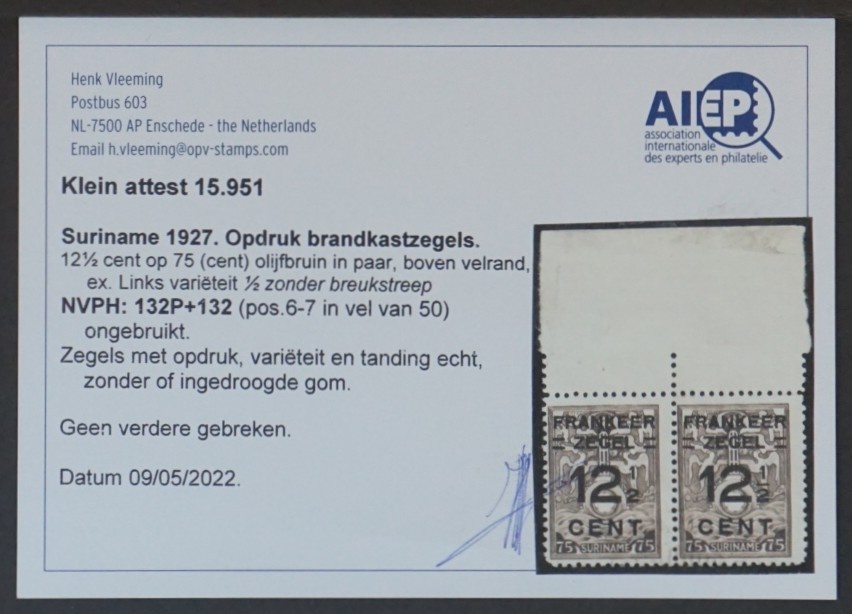 Henk Vleeming
Postbus 603
NL-7500 AP Enschede - the Netherlands
Email h.vleeming@opv-stamps.com
AIEP
association
internationale
des experts en philatelie
Klein attest 15.951
Suriname 1927. Opdruk brandkastzegels.
12½ cent op 75 (cent) olijfbruin in paar, boven velrand,
ex. Links variëteit ½ zonder breukstreep
NVPH: 132P+132 (pos.6-7 in vel van 50)
ongebruikt.
Zegels met opdruk, variëteit en tanding echt,
zonder of ingedroogde gom.
Geen verdere gebreken.
Datum 09/05/2022.
FRANKEER FRANKEER
ZEGEL ZEGEL
12 1 2 12½
CENT CENT
75 SURINAME 75 75 SURINAME 75